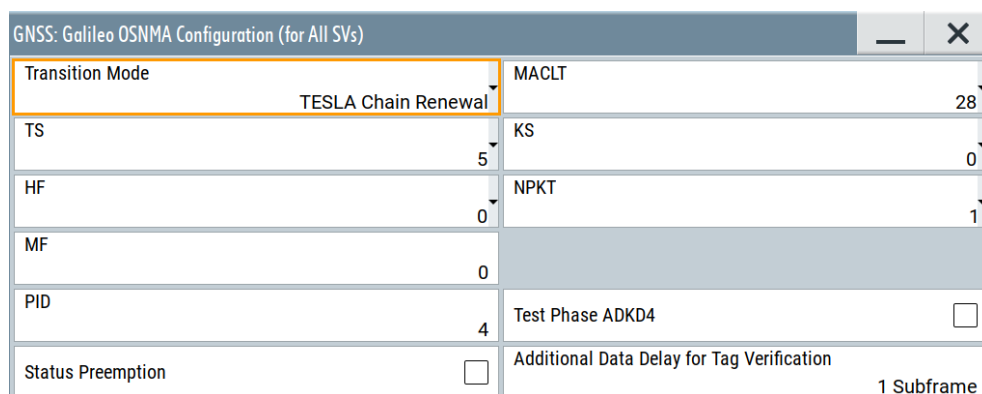 GNSS: Galileo OSNMA Configuration (for All SVs)
Transition Mode
TESLA Chain Renewal
MACLT
28
TS
5
KS
0
HF
0
NPKT
1
MF
0
PID
4
Test Phase ADKD4
Status Preemption
Additional Data Delay for Tag Verification
1 Subframe